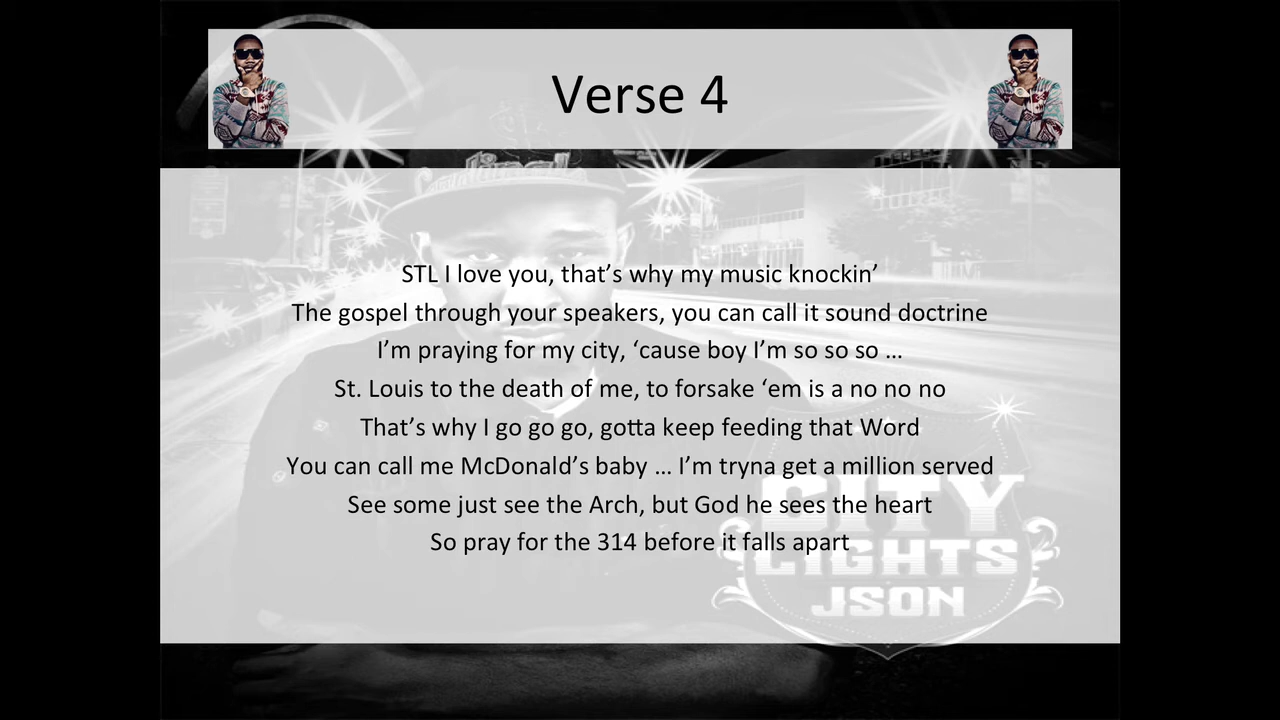 Verse 4
STL I love you, that’s why my music knockin’
The gospel through your speakers, you can call it sound doctrine
I’m praying for my city, ‘cause boy I’m so so so …
St. Louis to the death of me, to forsake ‘em is a no no no
That’s why I go go go, gotta keep feeding that Word
You can call me McDonald’s baby … I’m tryna get a million served
See some just see the Arch, but God he sees the heart
So pray for the 314 before it falls apart
CITY
LIGHTS
JSON